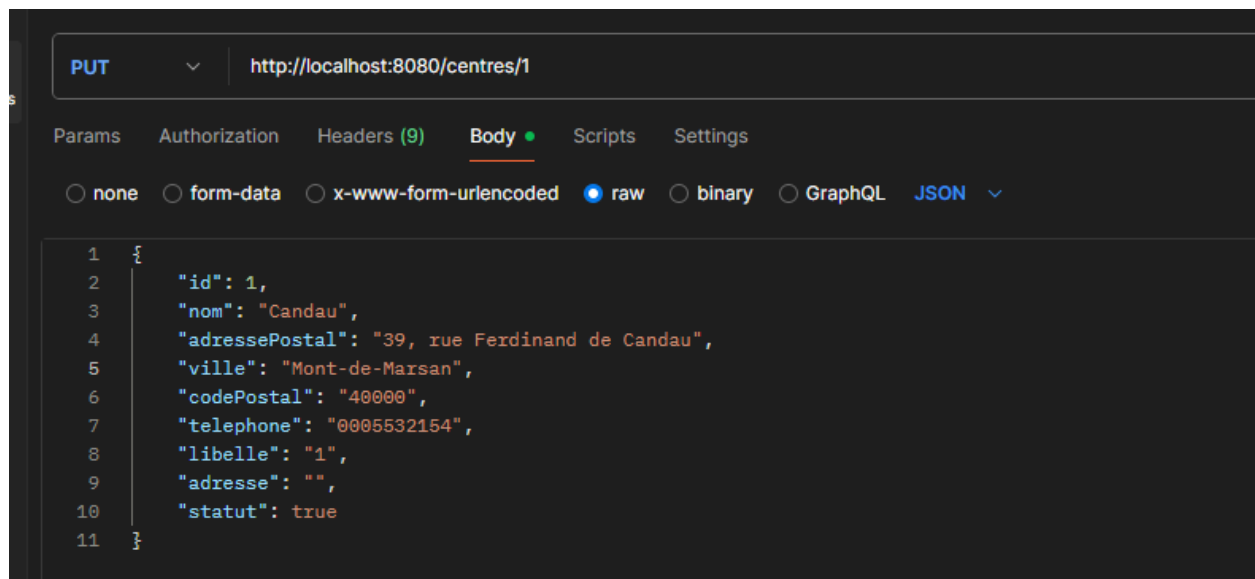 PUT http://localhost:8080/centres/1
s
Params Authorization Headers (9) Body Scripts Settings
none form-data x-www-form-urlencoded raw binary GraphQL JSON
1 {
2 "id": 1,
3 "nom": "Candau",
4 "adressePostal": "39, rue Ferdinand de Candau",
5 "ville": "Mont-de-Marsan",
6 "codePostal": "40000",
7 "telephone": "0005532154",
8 "libelle": "1",
9 "adresse": "",
10 "statut": true
11 }